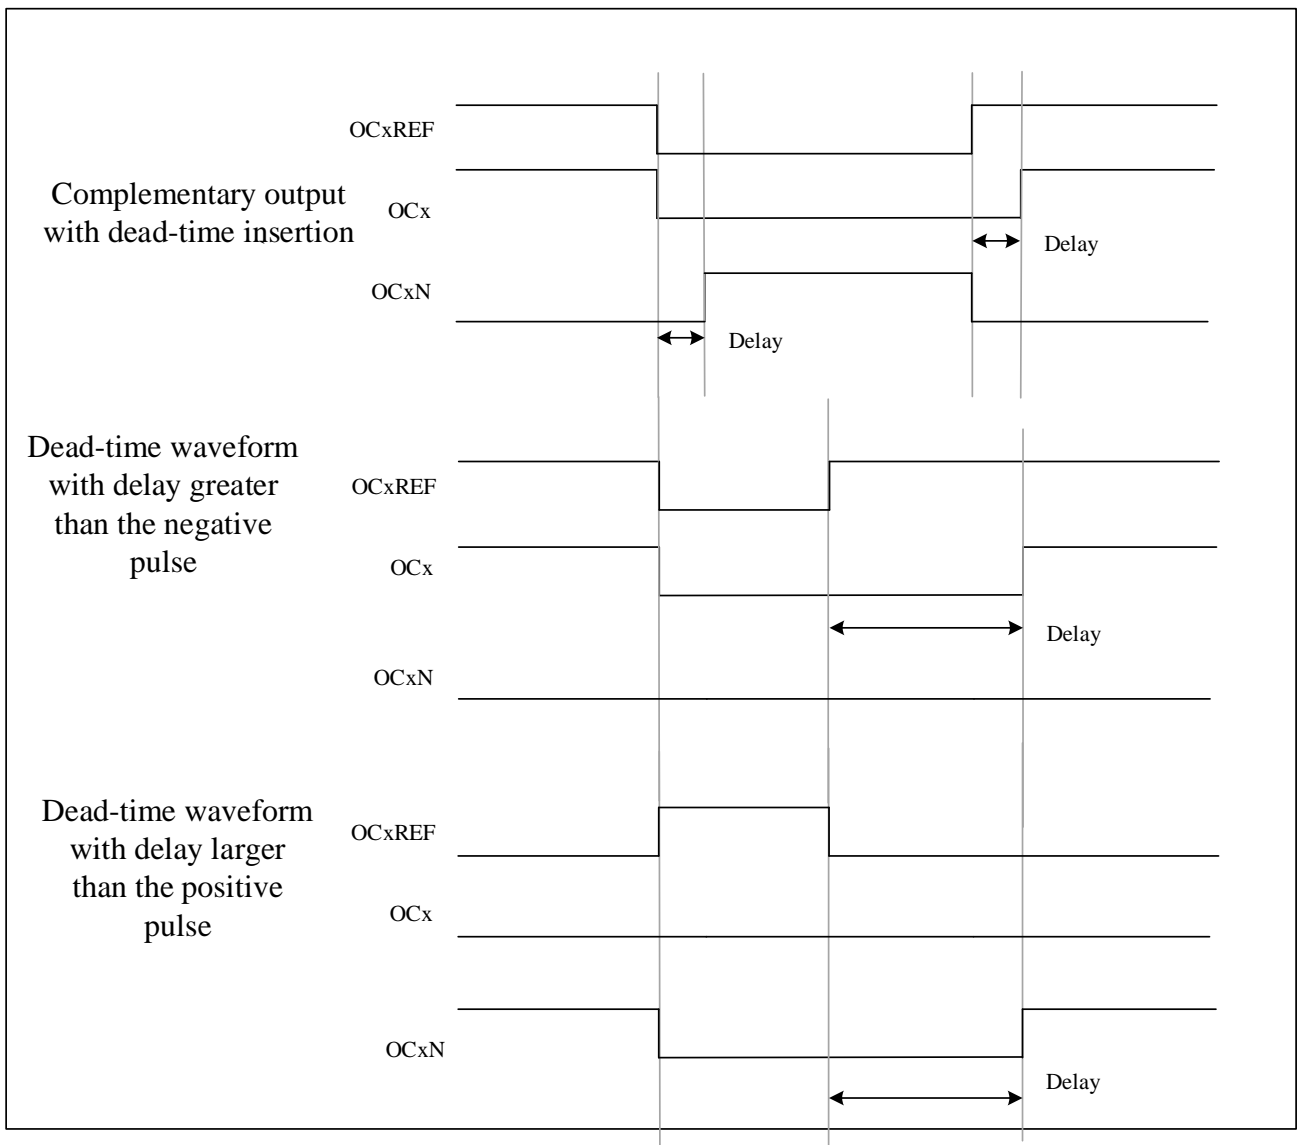 OCxREF
Complementary output
with dead-time insertion
OCx
Delay
OCxN
Delay
Dead-time waveform
with delay greater
than the negative
pulse
OCxREF
OCx
Delay
OCxN
Dead-time waveform
with delay larger
than the positive
pulse
OCxREF
OCx
OCxN
Delay